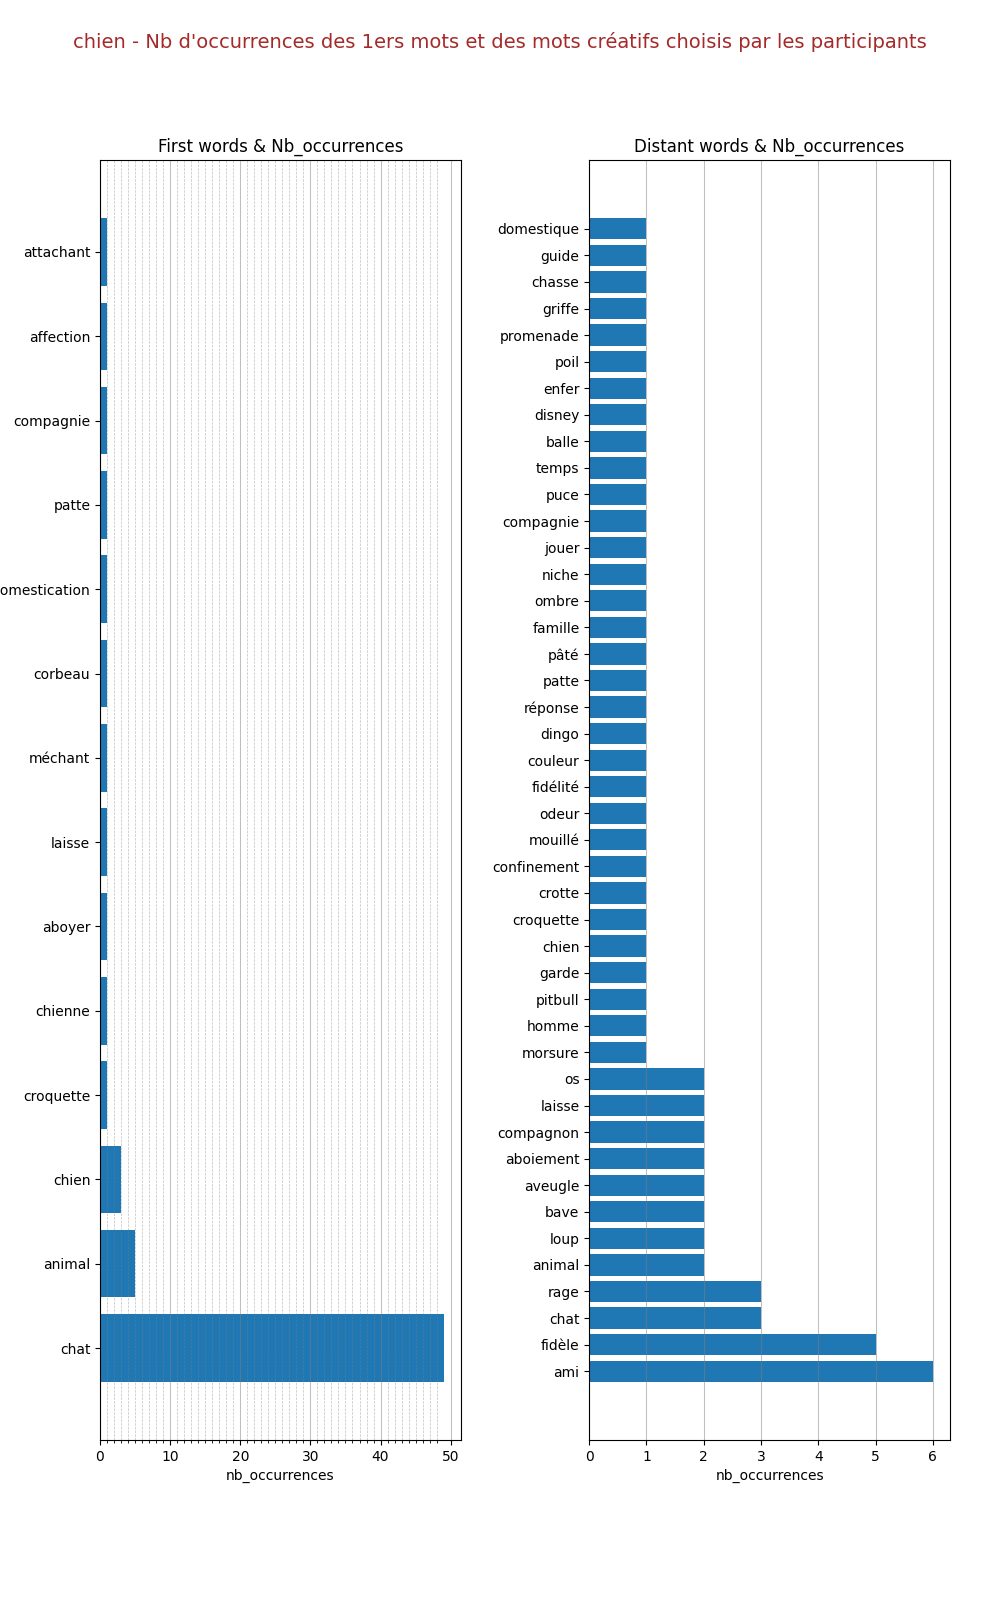 chien - Nb d'occurrences des 1ers mots et des mots créatifs choisis par les participants
First words & Nb_occurrences
attachant
affection
compagnie
patte
omestication
corbeau
méchant
laisse
aboyer
chienne
croquette
chien
animal
chat
0 10 20 30 40 50
nb_occurrences
Distant words & Nb_occurrences
domestique
guide
chasse
griffe
promenade
poil
enfer
disney
balle
temps
puce
compagnie
jouer
niche
ombre
famille
pâté
patte
réponse
dingo
couleur
fidélité
odeur
mouillé
confinement
crotte
croquette
chien
garde
pitbull
homme
morsure
os
laisse
compagnon
aboiement
aveugle
bave
loup
animal
rage
chat
fidèle
ami
0 1 2 3 4 5 6
nb_occurrences